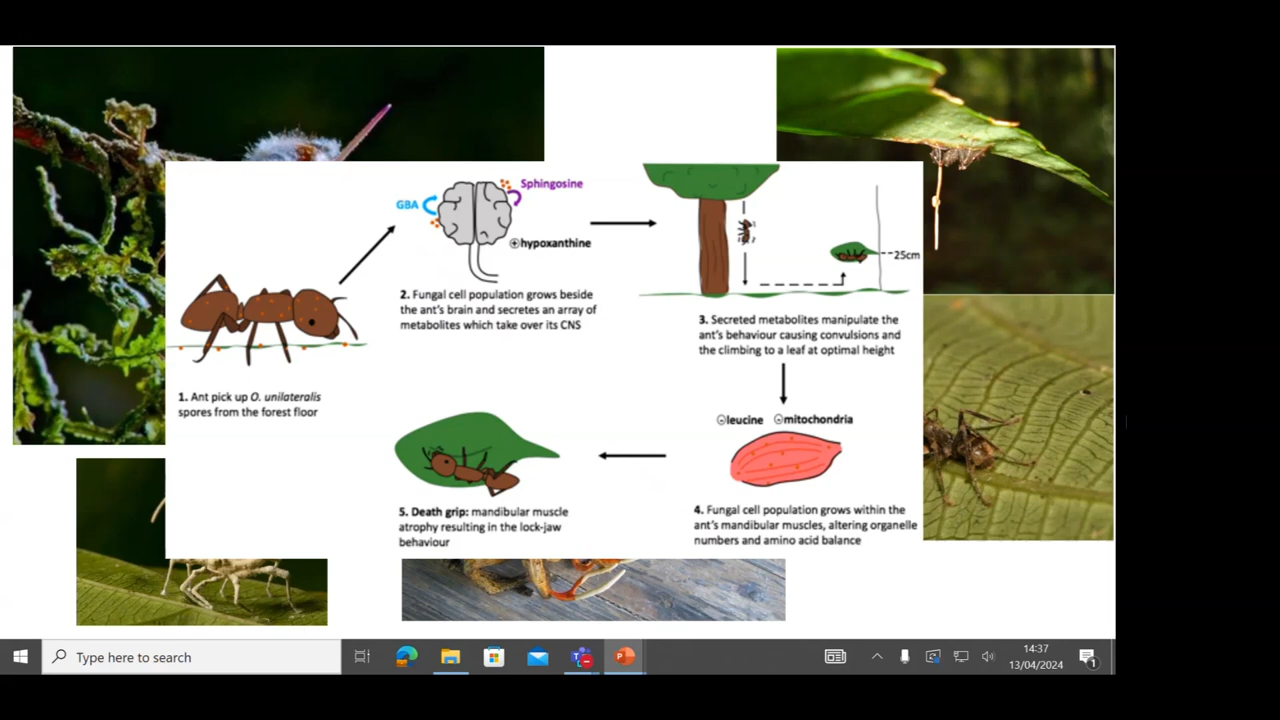 GBA
Sphingosine
⊕hypoxanthine
25cm
1. Ant pick up O. unilateralis
spores from the forest floor
2. Fungal cell population grows beside
the ant's brain and secretes an array of
metabolites which take over its CNS
3. Secreted metabolites manipulate the
ant's behaviour causing convulsions and
the climbing to a leaf at optimal height
⊖leucine ⊖mitochondria
4. Fungal cell population grows within the
ant's mandibular muscles, altering organelle
numbers and amino acid balance
5. Death grip: mandibular muscle
atrophy resulting in the lock-jaw
behaviour
Type here to search
14:37
13/04/2024
1